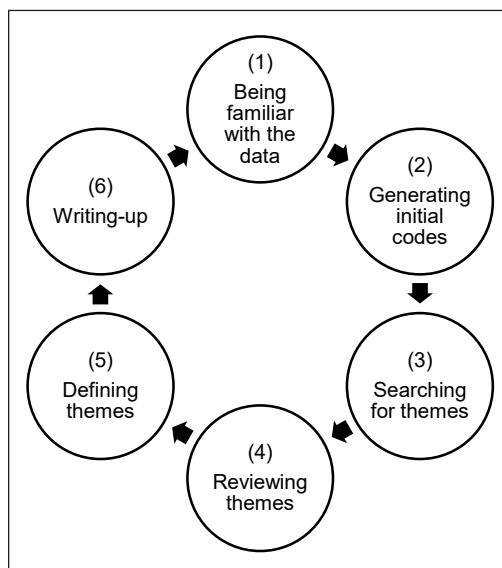 (1)
Being
familiar
with the
data
(2)
Generating
initial
codes
(3)
Searching
for themes
(4)
Reviewing
themes
(5)
Defining
themes
(6)
Writing-up